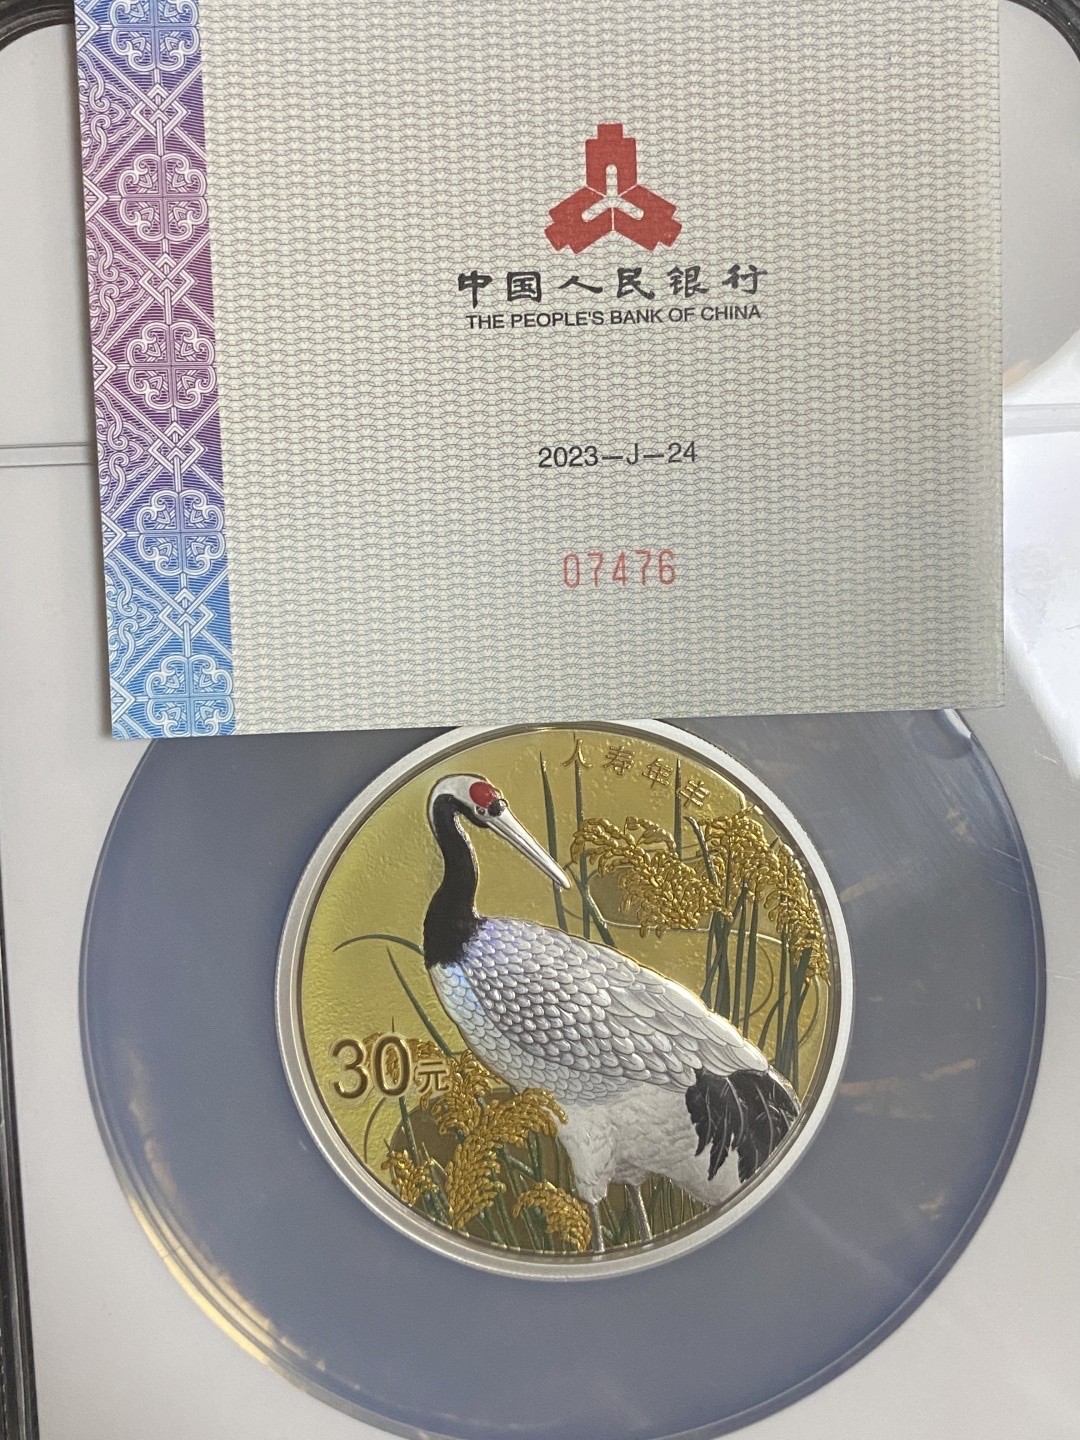 中国人民银行
THE PEOPLE'S BANK OF CHINA
2023—J—24
07476
人寿年丰
30元